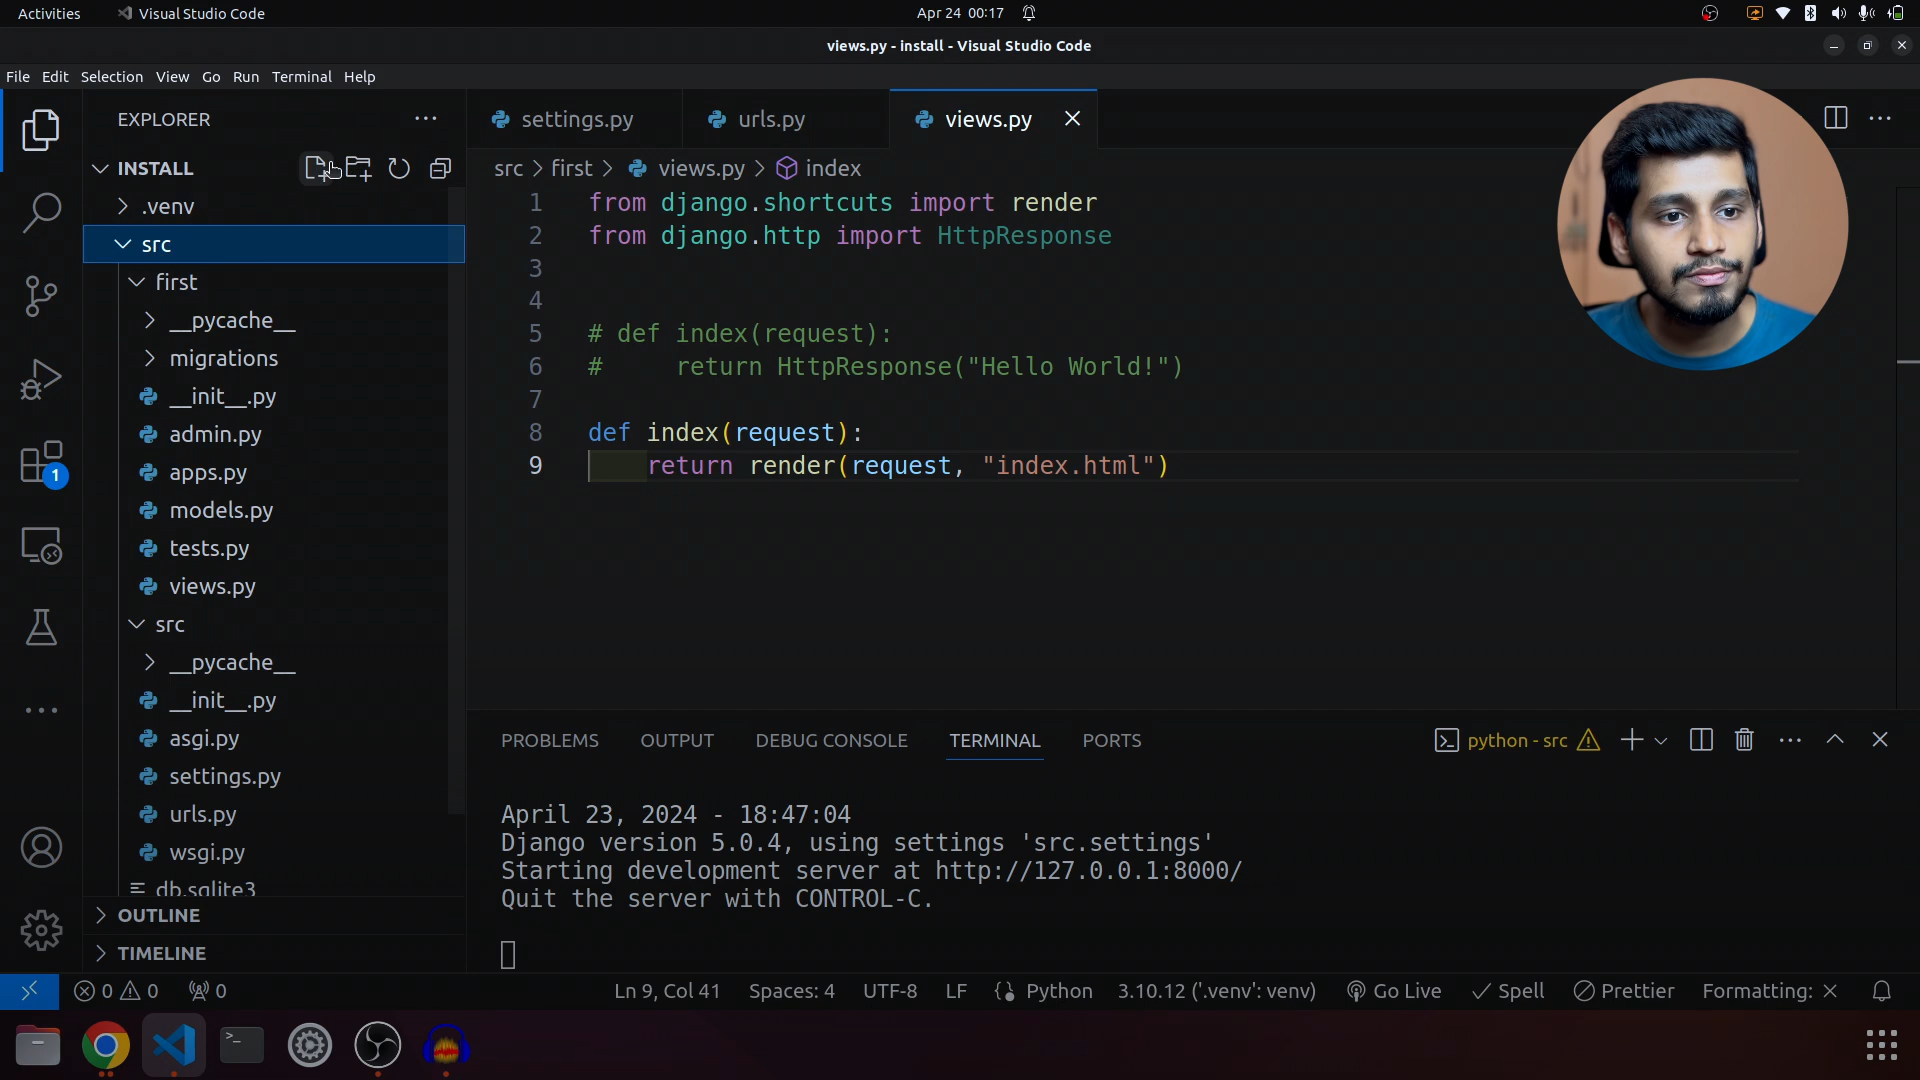 Activities
Visual Studio Code
Apr 24 00:17
views.py - install - Visual Studio Code
File Edit Selection View Go Run Terminal Help
EXPLORER
INSTALL
.venv
src
first
__pycache__
migrations
__init__.py
admin.py
apps.py
models.py
tests.py
views.py
src
__pycache__
__init__.py
asgi.py
settings.py
urls.py
wsgi.py
db.sqlite3
OUTLINE
TIMELINE
1
settings.py
urls.py
views.py
src > first > views.py > index
1 from django.shortcuts import render
2 from django.http import HttpResponse
3
4
5 # def index(request):
6 #     return HttpResponse("Hello World!")
7
8 def index(request):
9     return render(request, "index.html")
PROBLEMS OUTPUT DEBUG CONSOLE TERMINAL PORTS
python - src
April 23, 2024 - 18:47:04
Django version 5.0.4, using settings 'src.settings'
Starting development server at http://127.0.0.1:8000/
Quit the server with CONTROL-C.
0 0 0
Ln 9, Col 41 Spaces: 4 UTF-8 LF Python 3.10.12 ('.venv': venv) Go Live Spell Prettier Formatting: ×